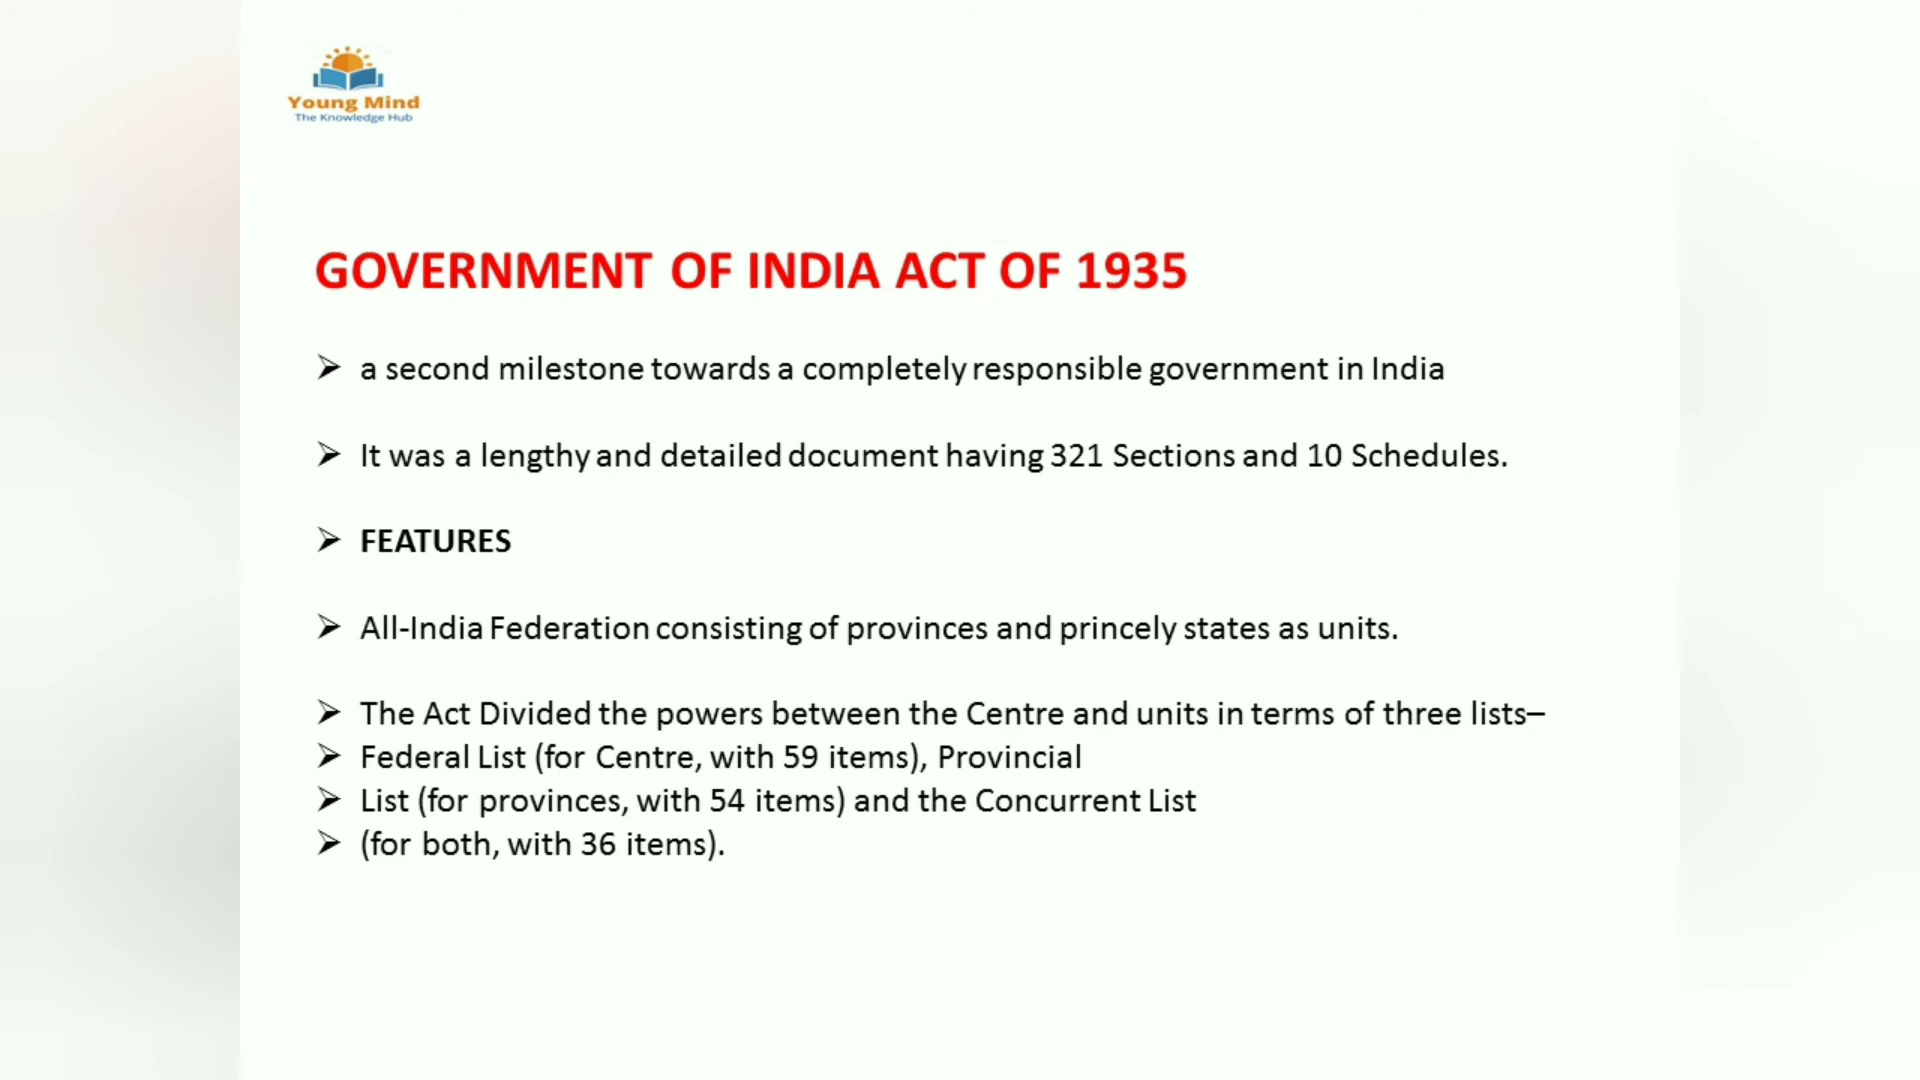 Young Mind
The Knowledge Hub
GOVERNMENT OF INDIA ACT OF 1935
➢ a second milestone towards a completely responsible government in India
➢ It was a lengthy and detailed document having 321 Sections and 10 Schedules.
➢ FEATURES
➢ All-India Federation consisting of provinces and princely states as units.
➢ The Act Divided the powers between the Centre and units in terms of three lists–
➢ Federal List (for Centre, with 59 items), Provincial
➢ List (for provinces, with 54 items) and the Concurrent List
➢ (for both, with 36 items).